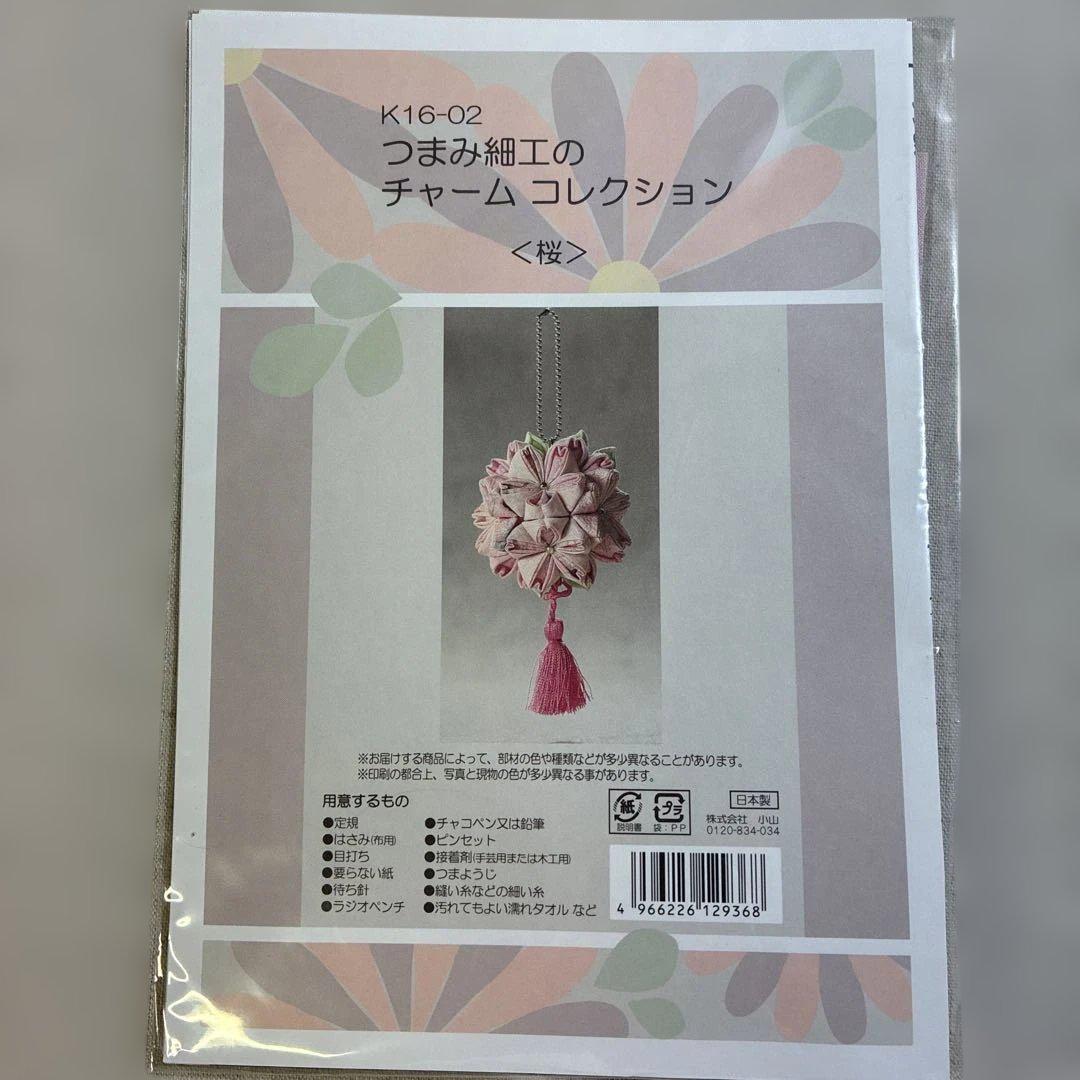 K16-02
つまみ細工の
チャーム コレクション
＜桜＞
※お届けする商品によって、部材の色や種類などが多少異なることがあります。
※印刷の都合上、写真と現物の色が多少異なる事があります。
用意するもの
●定規
●はさみ(布用)
●目打ち
●要らない紙
●待ち針
●ラジオペンチ
●チャコペン又は鉛筆
●ピンセット
●接着剤(手芸用または木工用)
●つまようじ
●縫い糸などの細い糸
●汚れてもよい濡れタオル など
紙
説明書
プラ
袋：PP
日本製
株式会社 小山
0120-834-034
4 966226 129368